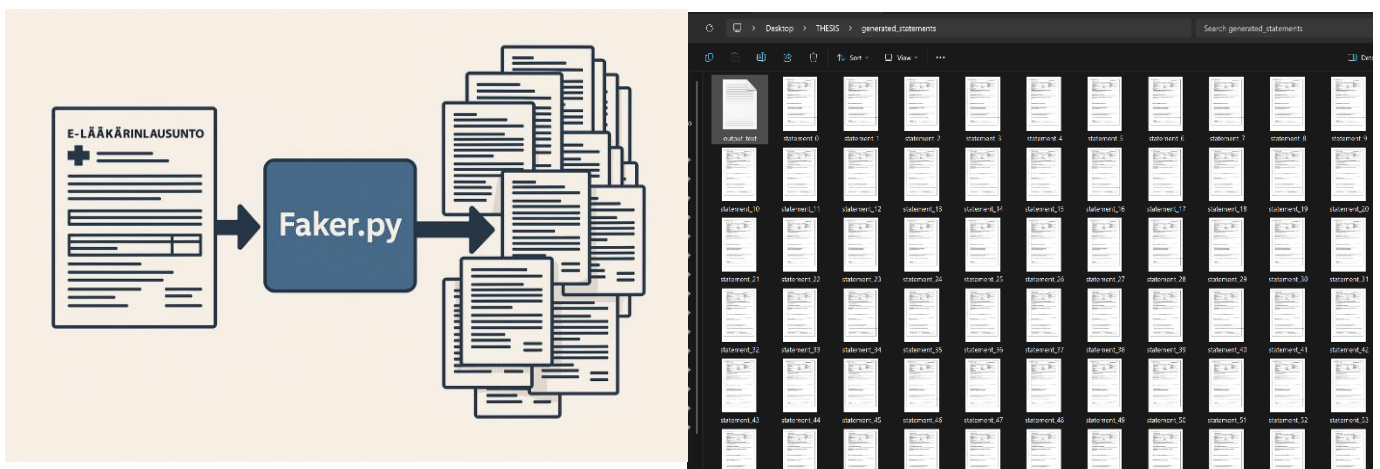 E-LÄÄKÄRINLAUSUNTO
Faker.py
Desktop > THESIS > generated_statements
Search generated_statements
Sort
View
output_text statement_0 statement_1 statement_2 statement_3 statement_4 statement_5 statement_6 statement_7 statement_8 statement_9
statement_10 statement_11 statement_12 statement_13 statement_14 statement_15 statement_16 statement_17 statement_18 statement_19 statement_20
statement_21 statement_22 statement_23 statement_24 statement_25 statement_26 statement_27 statement_28 statement_29 statement_30 statement_31
statement_32 statement_33 statement_34 statement_35 statement_36 statement_37 statement_38 statement_39 statement_40 statement_41 statement_42
statement_43 statement_44 statement_45 statement_46 statement_47 statement_48 statement_49 statement_50 statement_51 statement_52 statement_53